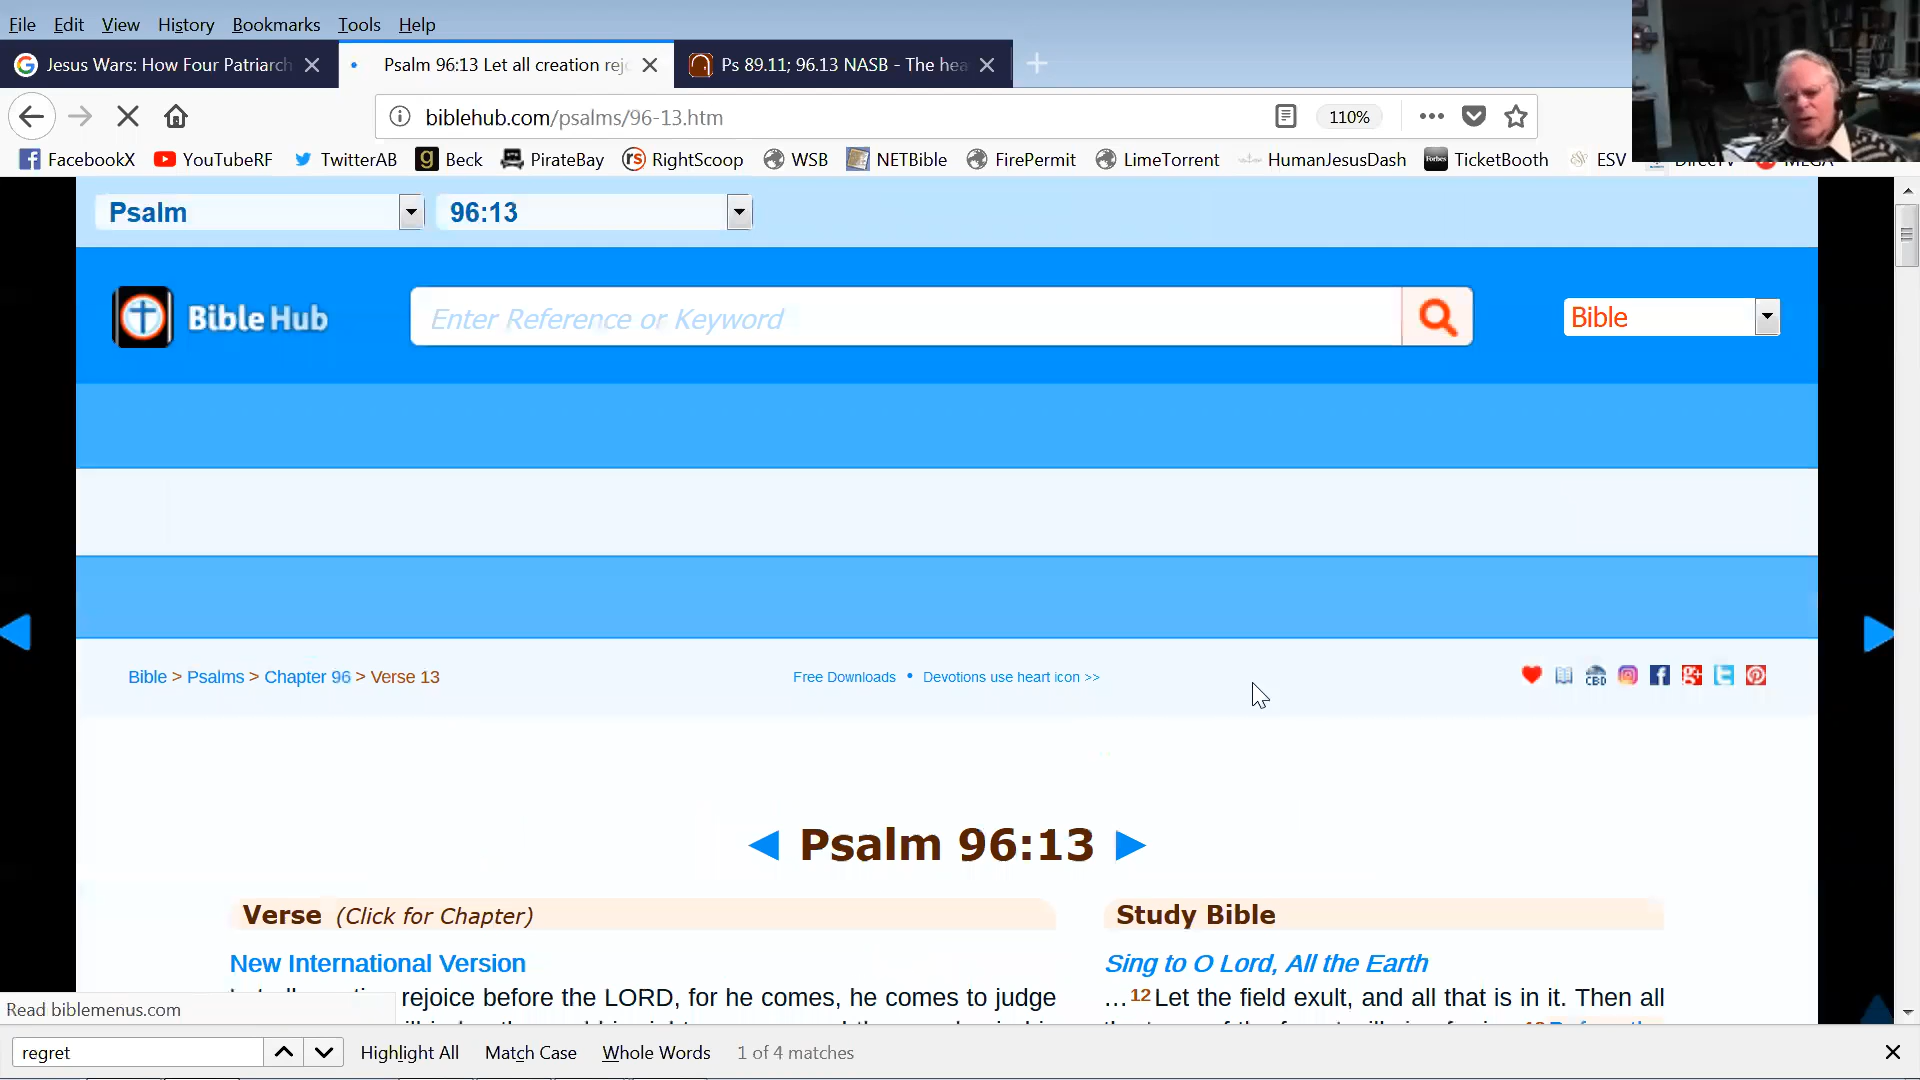 File Edit View History Bookmarks Tools Help
Jesus Wars: How Four Patriarch
Psalm 96:13 Let all creation rejo
Ps 89.11; 96.13 NASB - The hea
biblehub.com/psalms/96-13.htm
110%
FacebookX YouTubeRF TwitterAB Beck PirateBay RightScoop WSB NETBible FirePermit LimeTorrent HumanJesusDash TicketBooth ESV
Psalm 96:13
Bible Hub
Enter Reference or Keyword
Bible
Bible > Psalms > Chapter 96 > Verse 13
Free Downloads • Devotions use heart icon >>
CBD
◄ Psalm 96:13 ►
Verse (Click for Chapter)
New International Version
rejoice before the LORD, for he comes, he comes to judge
Study Bible
Sing to O Lord, All the Earth
…12Let the field exult, and all that is in it. Then all
Read biblemenus.com
regret
Highlight All Match Case Whole Words 1 of 4 matches